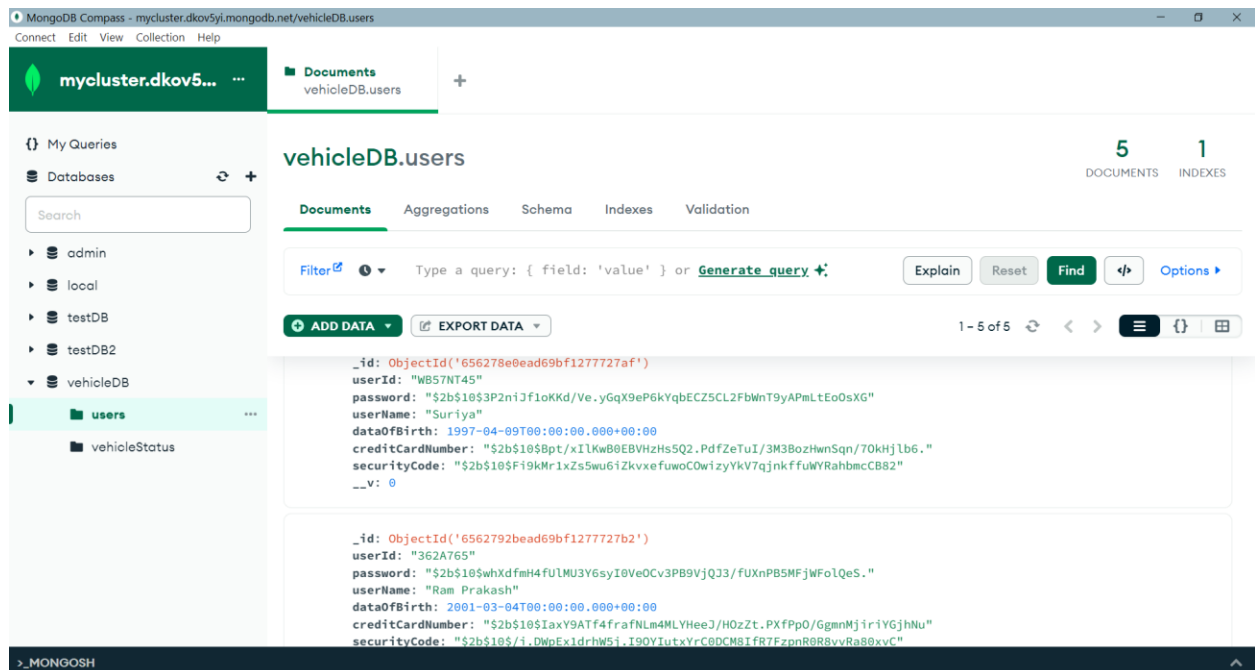 MongoDB Compass - mycluster.dkov5yi.mongodb.net/vehicleDB.users
Connect Edit View Collection Help
mycluster.dkov5... ...
Documents
vehicleDB.users
+
{} My Queries
Databases
Search
admin
local
testDB
testDB2
vehicleDB
users ...
vehicleStatus
vehicleDB.users
5
DOCUMENTS
1
INDEXES
Documents Aggregations Schema Indexes Validation
Filter Type a query: { field: 'value' } or Generate query Explain Reset Find </> Options
ADD DATA EXPORT DATA 1 – 5 of 5 {}
_id: ObjectId('656278e0ead69bf1277727af')
userId: "WB57NT45"
password: "$2b$10$3P2niJf1oKKd/Ve.yGqX9eP6kYqbECZ5CL2FbWnT9yAPmLtEoOsXG"
userName: "Suriya"
dataOfBirth: 1997-04-09T00:00:00.000+00:00
creditCardNumber: "$2b$10$Bpt/xIlKwB0EBVHzHs5Q2.PdfZeTuI/3M3BozHwnSqn/7OkHjlb6."
securityCode: "$2b$10$Fi9kMr1xZs5wu6iZkvxefuwoCOwizyYkV7qjnkffuWYRahbmcCB82"
__v: 0
_id: ObjectId('6562792bead69bf1277727b2')
userId: "362A765"
password: "$2b$10$whXdfmH4fUlMU3Y6syI0VeOCv3PB9VjQJ3/fUXnPB5MFjWFolQeS."
userName: "Ram Prakash"
dataOfBirth: 2001-03-04T00:00:00.000+00:00
creditCardNumber: "$2b$10$IaxY9ATf4frafNLm4MLYHeeJ/HOzZt.PXfPpO/GgmnMjiriYGjhNu"
securityCode: "$2b$10$/i.DWpEx1drhW5j.I9OYIutxYrC0DCM8IfR7FzpnR0R8vvRa80xvC"
>_MONGOSH